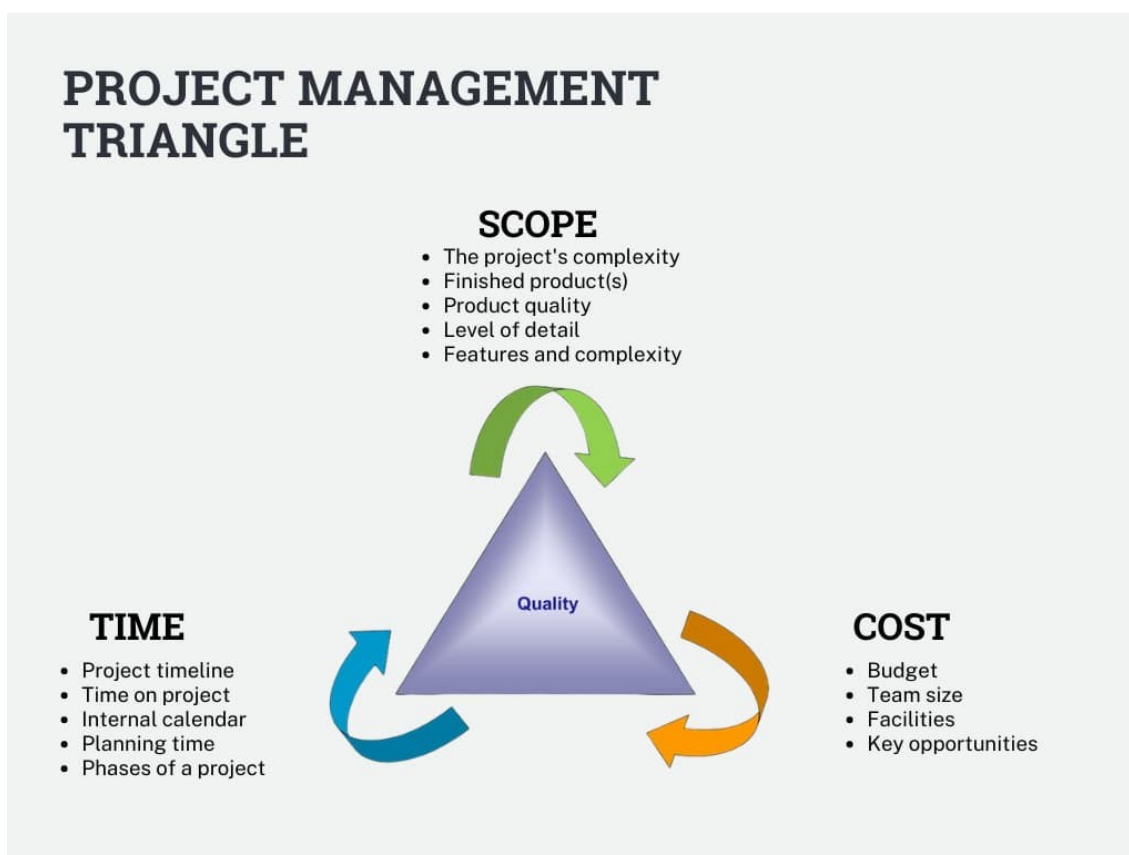 PROJECT MANAGEMENT
TRIANGLE
SCOPE
• The project's complexity
• Finished product(s)
• Product quality
• Level of detail
• Features and complexity
Quality
TIME
• Project timeline
• Time on project
• Internal calendar
• Planning time
• Phases of a project
COST
• Budget
• Team size
• Facilities
• Key opportunities